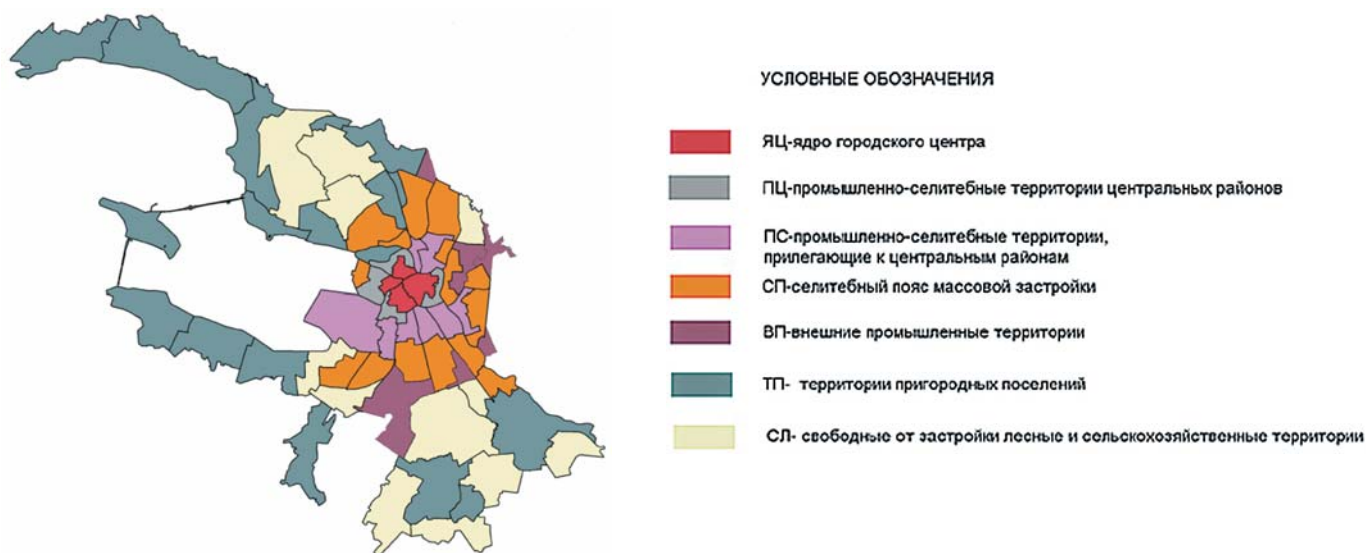 УСЛОВНЫЕ ОБОЗНАЧЕНИЯ
ЯЦ-ядро городского центра
ПЦ-промышленно-селитебные территории центральных районов
ПС-промышленно-селитебные территории,
прилегающие к центральным районам
СП-селитебный пояс массовой застройки
ВП-внешние промышленные территории
ТП- территории пригородных поселений
СЛ- свободные от застройки лесные и сельскохозяйственные территории